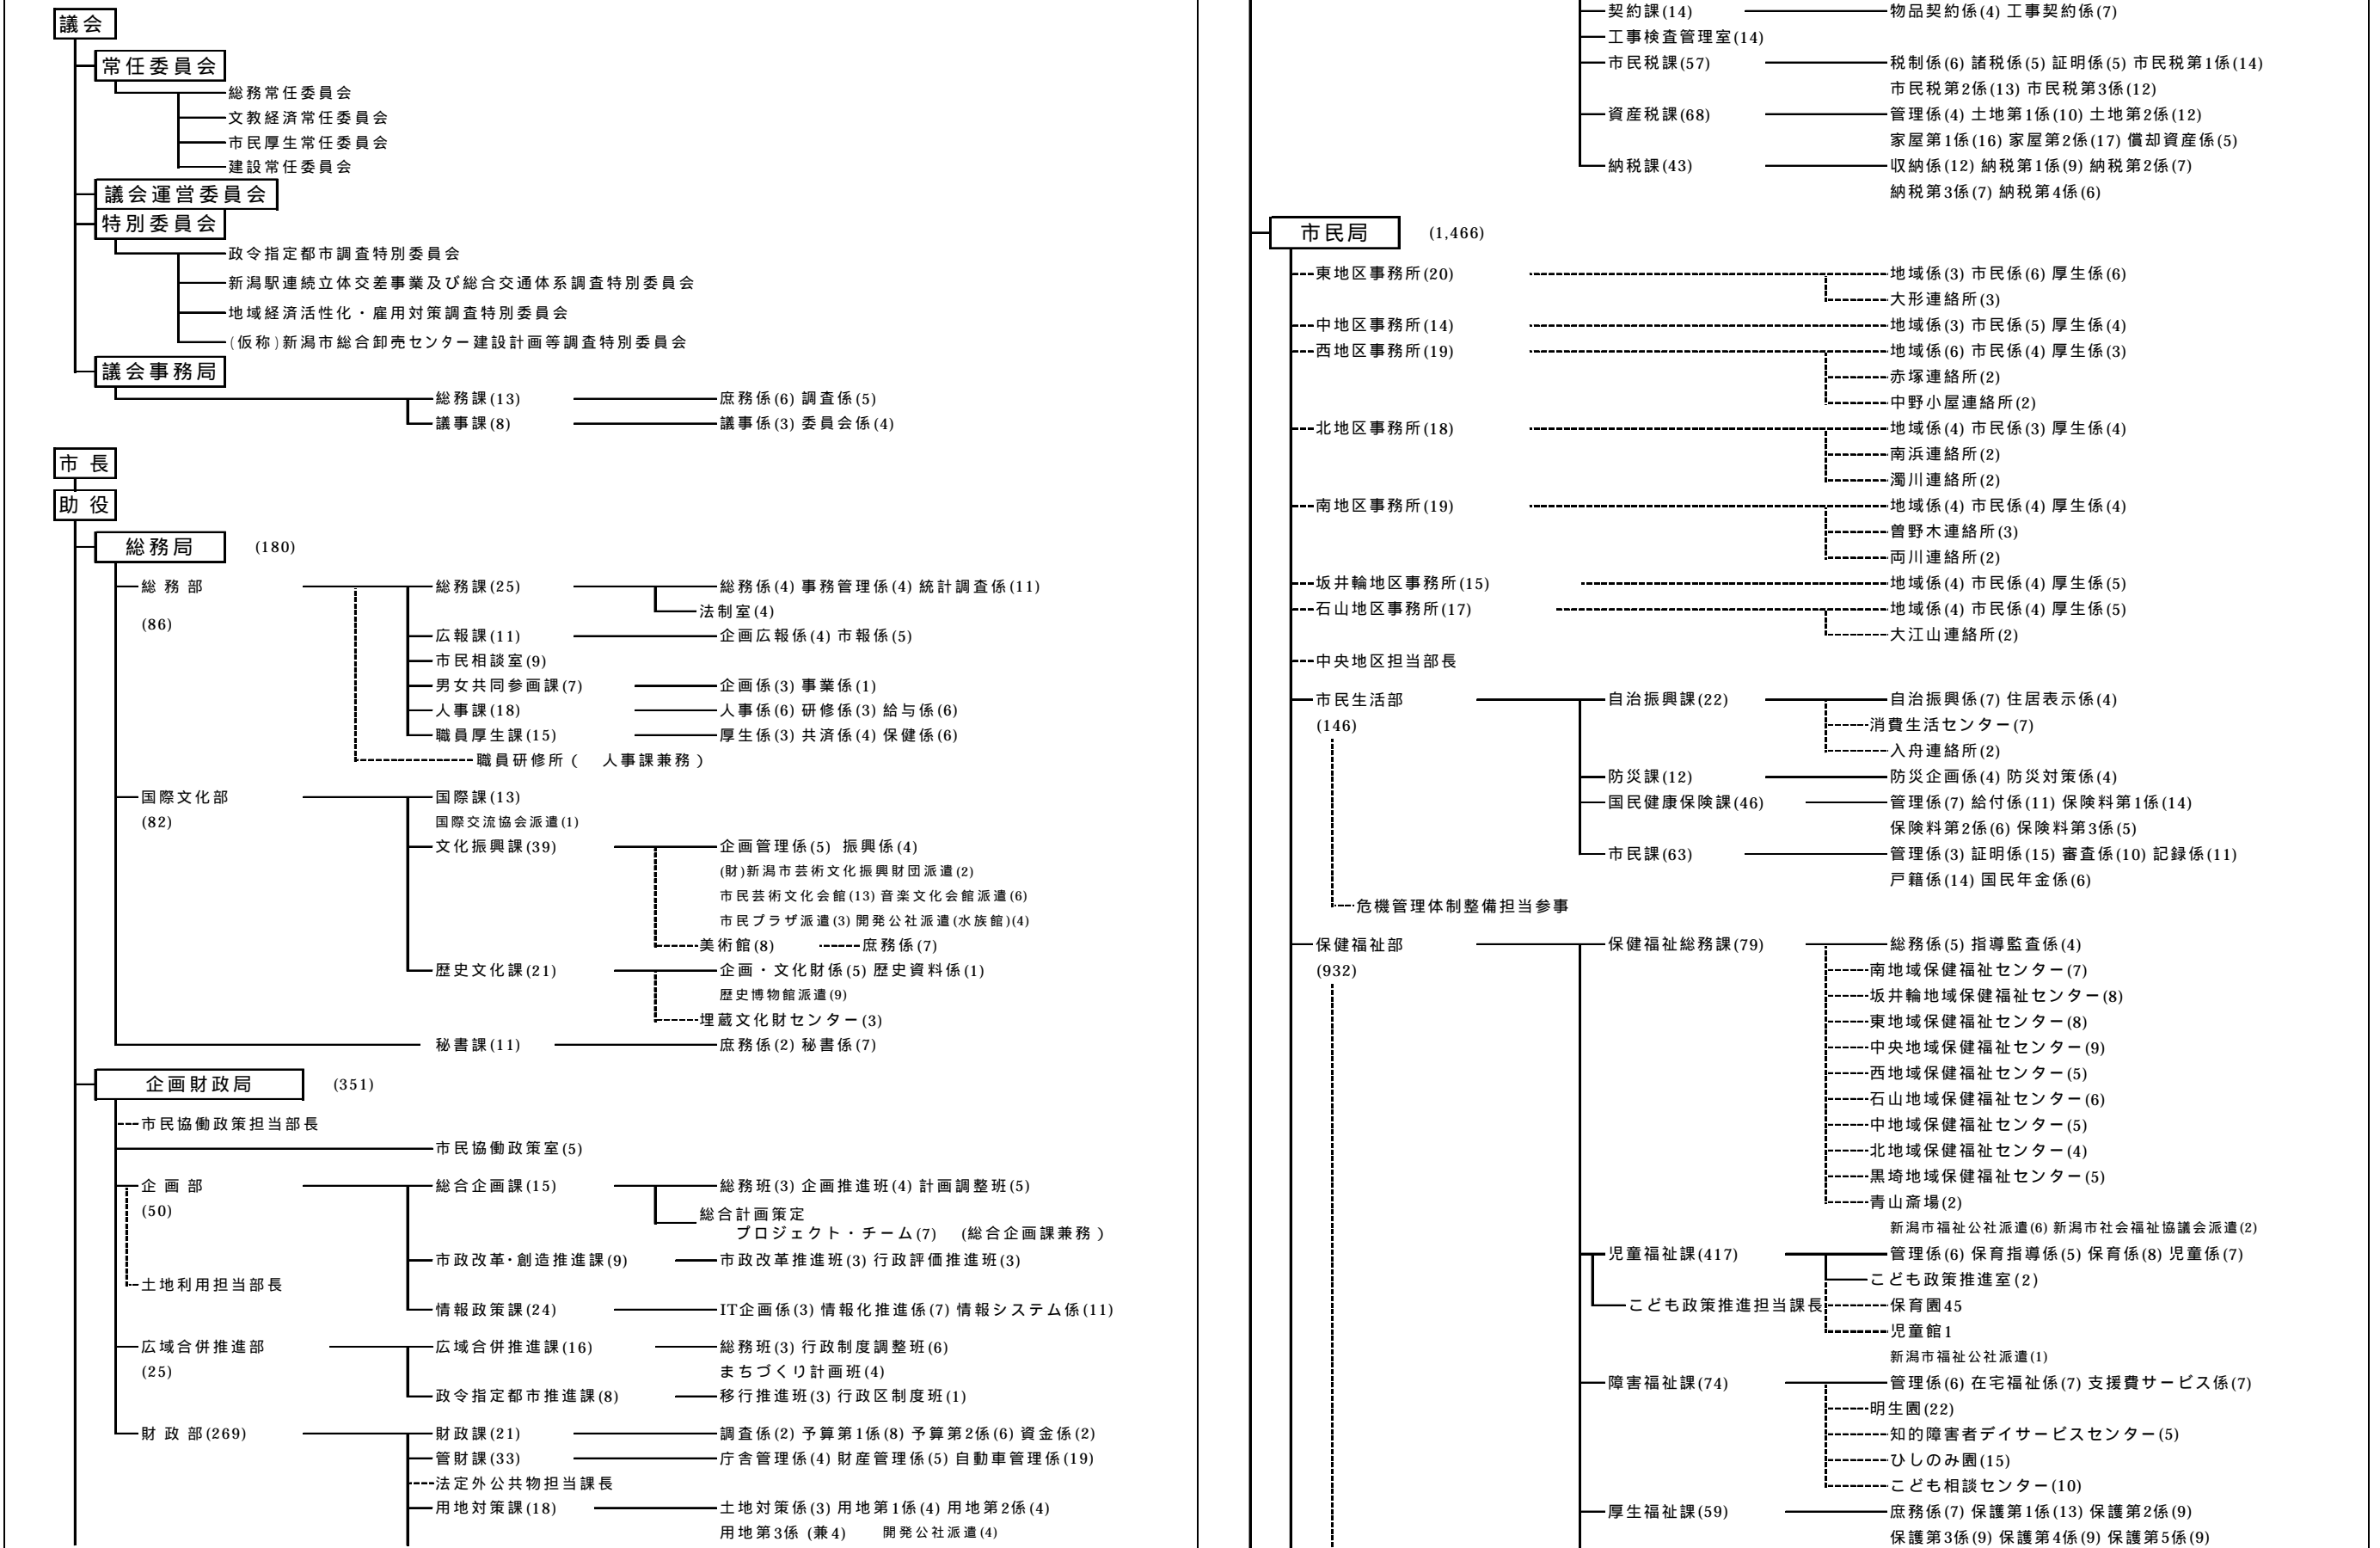 議会
常任委員会
総務常任委員会
文教経済常任委員会
市民厚生常任委員会
建設常任委員会
議会運営委員会
特別委員会
政令指定都市調査特別委員会
新潟駅連続立体交差事業及び総合交通体系調査特別委員会
地域経済活性化・雇用対策調査特別委員会
(仮称)新潟市総合卸売センター建設計画等調査特別委員会
議会事務局
総務課(13) 庶務係(6) 調査係(5)
議事課(8) 議事係(3) 委員会係(4)
市 長
助 役
総務局 (180)
総 務 部 総務課(25) 総務係(4) 事務管理係(4) 統計調査係(11)
法制室(4)
(86)
広報課(11) 企画広報係(4) 市報係(5)
市民相談室(9)
男女共同参画課(7) 企画係(3) 事業係(1)
人事課(18) 人事係(6) 研修係(3) 給与係(6)
職員厚生課(15) 厚生係(3) 共済係(4) 保健係(6)
職員研修所( 人事課兼務)
国際文化部 国際課(13)
(82) 国際交流協会派遣(1)
文化振興課(39) 企画管理係(5) 振興係(4)
(財)新潟市芸術文化振興財団派遣(2)
市民芸術文化会館(13) 音楽文化会館派遣(6)
市民プラザ派遣(3) 開発公社派遣(水族館)(4)
美術館(8) 庶務係(7)
歴史文化課(21) 企画・文化財係(5) 歴史資料係(1)
歴史博物館派遣(9)
埋蔵文化財センター(3)
秘書課(11) 庶務係(2) 秘書係(7)
企画財政局 (351)
市民協働政策担当部長
市民協働政策室(5)
企 画 部 総合企画課(15) 総務班(3) 企画推進班(4) 計画調整班(5)
(50) 総合計画策定
プロジェクト・チーム(7) (総合企画課兼務)
市政改革・創造推進課(9) 市政改革推進班(3) 行政評価推進班(3)
土地利用担当部長
情報政策課(24) IT企画係(3) 情報化推進係(7) 情報システム係(11)
広域合併推進部 広域合併推進課(16) 総務班(3) 行政制度調整班(6)
(25) まちづくり計画班(4)
政令指定都市推進課(8) 移行推進班(3) 行政区制度班(1)
財 政 部(269) 財政課(21) 調査係(2) 予算第1係(8) 予算第2係(6) 資金係(2)
管財課(33) 庁舎管理係(4) 財産管理係(5) 自動車管理係(19)
法定外公共物担当課長
用地対策課(18) 土地対策係(3) 用地第1係(4) 用地第2係(4)
用地第3係 (兼4) 開発公社派遣(4)
契約課(14) 物品契約係(4) 工事契約係(7)
工事検査管理室(14)
市民税課(57) 税制係(6) 諸税係(5) 証明係(5) 市民税第1係(14)
市民税第2係(13) 市民税第3係(12)
資産税課(68) 管理係(4) 土地第1係(10) 土地第2係(12)
家屋第1係(16) 家屋第2係(17) 償却資産係(5)
納税課(43) 収納係(12) 納税第1係(9) 納税第2係(7)
納税第3係(7) 納税第4係(6)
市民局 (1,466)
東地区事務所(20) 地域係(3) 市民係(6) 厚生係(6)
大形連絡所(3)
中地区事務所(14) 地域係(3) 市民係(5) 厚生係(4)
西地区事務所(19) 地域係(6) 市民係(4) 厚生係(3)
赤塚連絡所(2)
中野小屋連絡所(2)
北地区事務所(18) 地域係(4) 市民係(3) 厚生係(4)
南浜連絡所(2)
濁川連絡所(2)
南地区事務所(19) 地域係(4) 市民係(4) 厚生係(4)
曽野木連絡所(3)
両川連絡所(2)
坂井輪地区事務所(15) 地域係(4) 市民係(4) 厚生係(5)
石山地区事務所(17) 地域係(4) 市民係(4) 厚生係(5)
大江山連絡所(2)
中央地区担当部長
市民生活部 自治振興課(22) 自治振興係(7) 住居表示係(4)
(146) 消費生活センター(7)
入舟連絡所(2)
防災課(12) 防災企画係(4) 防災対策係(4)
国民健康保険課(46) 管理係(7) 給付係(11) 保険料第1係(14)
保険料第2係(6) 保険料第3係(5)
市民課(63) 管理係(3) 証明係(15) 審査係(10) 記録係(11)
戸籍係(14) 国民年金係(6)
危機管理体制整備担当参事
保健福祉部 保健福祉総務課(79) 総務係(5) 指導監査係(4)
(932) 南地域保健福祉センター(7)
坂井輪地域保健福祉センター(8)
東地域保健福祉センター(8)
中央地域保健福祉センター(9)
西地域保健福祉センター(5)
石山地域保健福祉センター(6)
中地域保健福祉センター(5)
北地域保健福祉センター(4)
黒埼地域保健福祉センター(5)
青山斎場(2)
新潟市福祉公社派遣(6) 新潟市社会福祉協議会派遣(2)
児童福祉課(417) 管理係(6) 保育指導係(5) 保育係(8) 児童係(7)
こども政策推進室(2)
こども政策推進担当課長 保育園45
児童館1
新潟市福祉公社派遣(1)
障害福祉課(74) 管理係(6) 在宅福祉係(7) 支援費サービス係(7)
明生園(22)
知的障害者デイサービスセンター(5)
ひしのみ園(15)
こども相談センター(10)
厚生福祉課(59) 庶務係(7) 保護第1係(13) 保護第2係(9)
保護第3係(9) 保護第4係(9) 保護第5係(9)